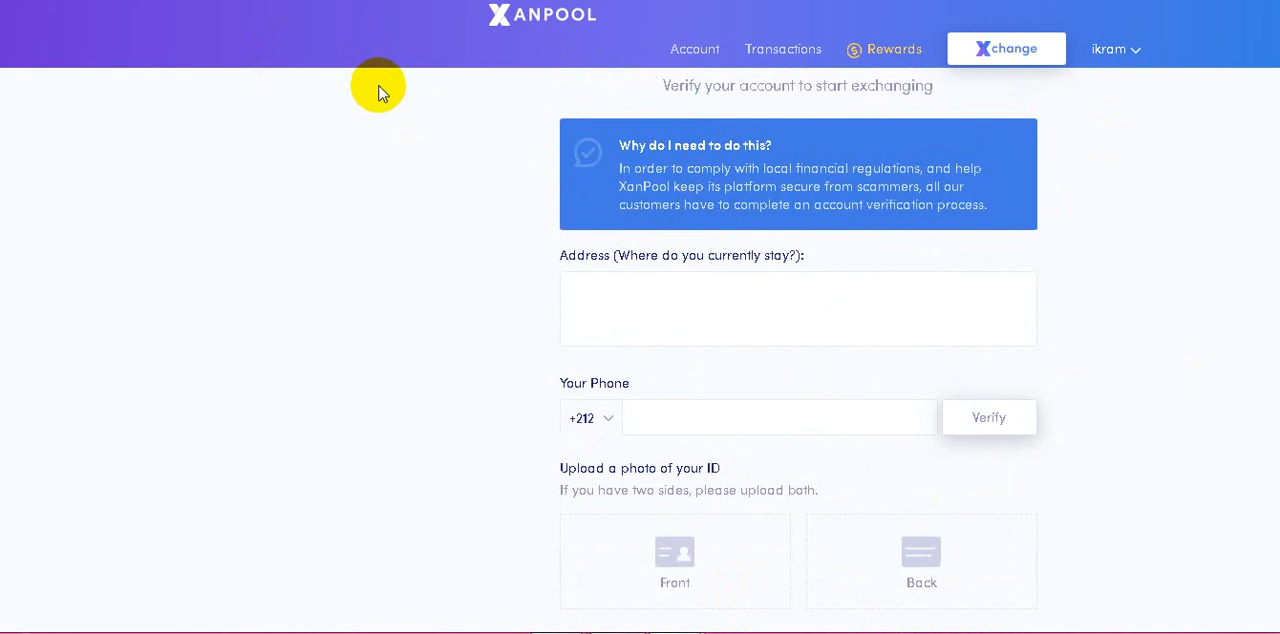 XANPOOL
Account Transactions Rewards Xchange ikram
Verify your account to start exchanging
Why do I need to do this?
In order to comply with local financial regulations, and help
XanPool keep its platform secure from scammers, all our
customers have to complete an account verification process.
Address (Where do you currently stay?):
Your Phone
+212 Verify
Upload a photo of your ID
If you have two sides, please upload both.
Front Back